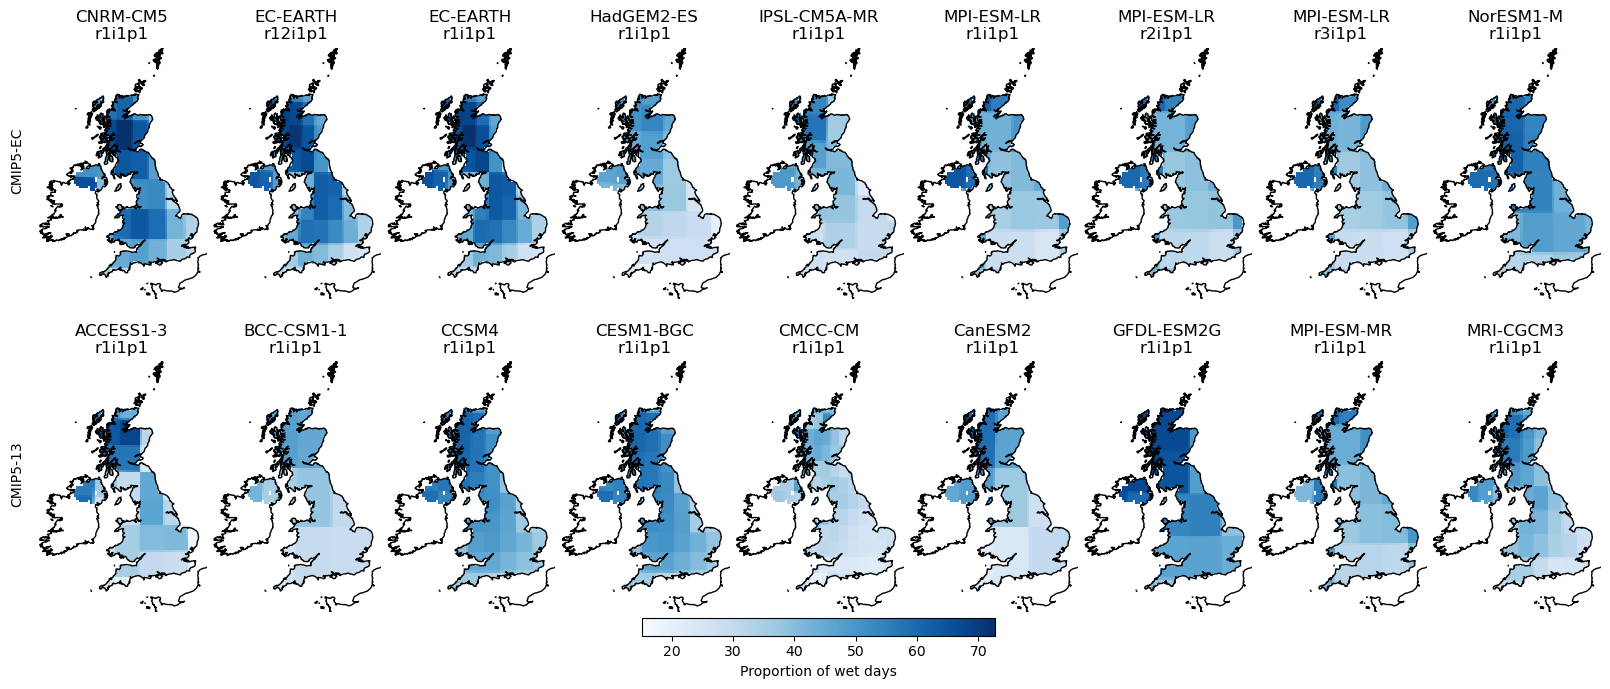 CNRM-CM5
r1i1p1
EC-EARTH
r12i1p1
EC-EARTH
r1i1p1
HadGEM2-ES
r1i1p1
IPSL-CM5A-MR
r1i1p1
MPI-ESM-LR
r1i1p1
MPI-ESM-LR
r2i1p1
MPI-ESM-LR
r3i1p1
NorESM1-M
r1i1p1
CMIP5-EC
ACCESS1-3
r1i1p1
BCC-CSM1-1
r1i1p1
CCSM4
r1i1p1
CESM1-BGC
r1i1p1
CMCC-CM
r1i1p1
CanESM2
r1i1p1
GFDL-ESM2G
r1i1p1
MPI-ESM-MR
r1i1p1
MRI-CGCM3
r1i1p1
CMIP5-13
20 30 40 50 60 70
Proportion of wet days